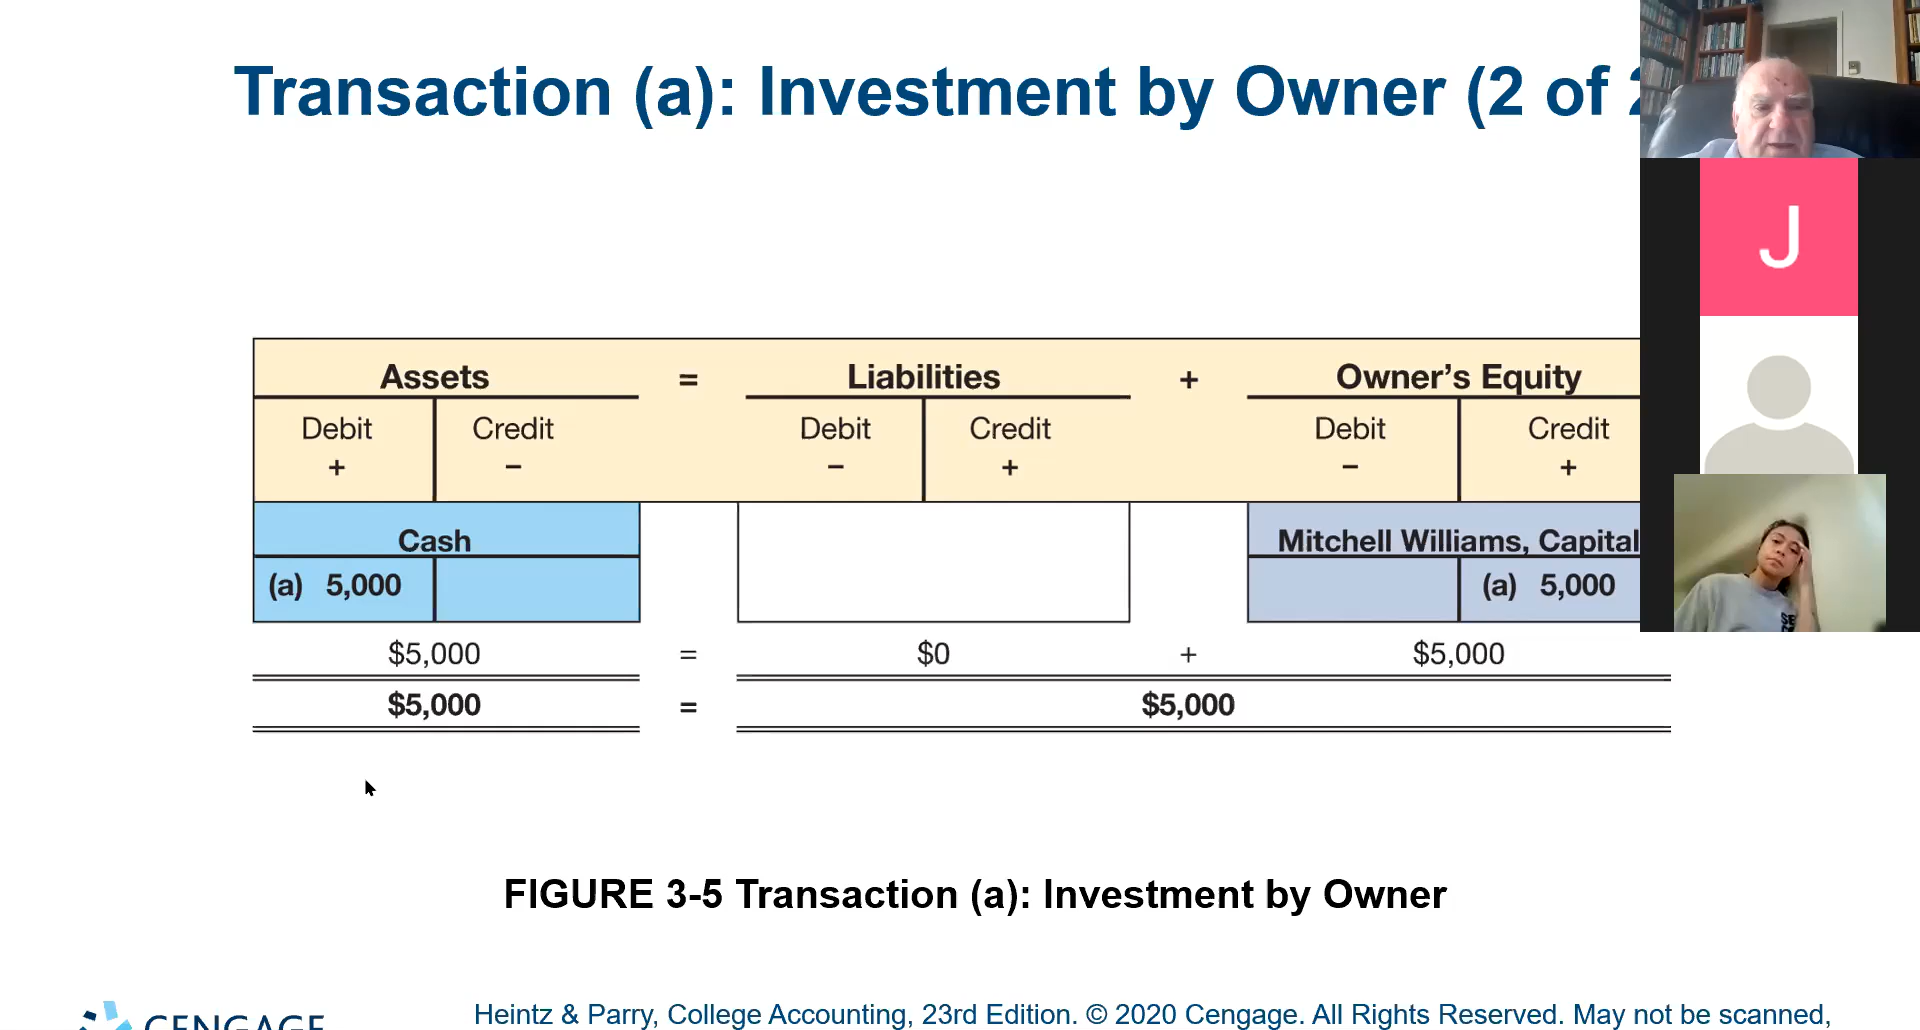 Transaction (a): Investment by Owner (2 of 2
J
Assets = Liabilities + Owner’s Equity
Debit Credit Debit Credit Debit Credit
+ – – + – +
Cash Mitchell Williams, Capital
(a) 5,000 (a) 5,000
$5,000 = $0 + $5,000
$5,000 = $5,000
FIGURE 3-5 Transaction (a): Investment by Owner
CENGAGE
Heintz & Parry, College Accounting, 23rd Edition. © 2020 Cengage. All Rights Reserved. May not be scanned,